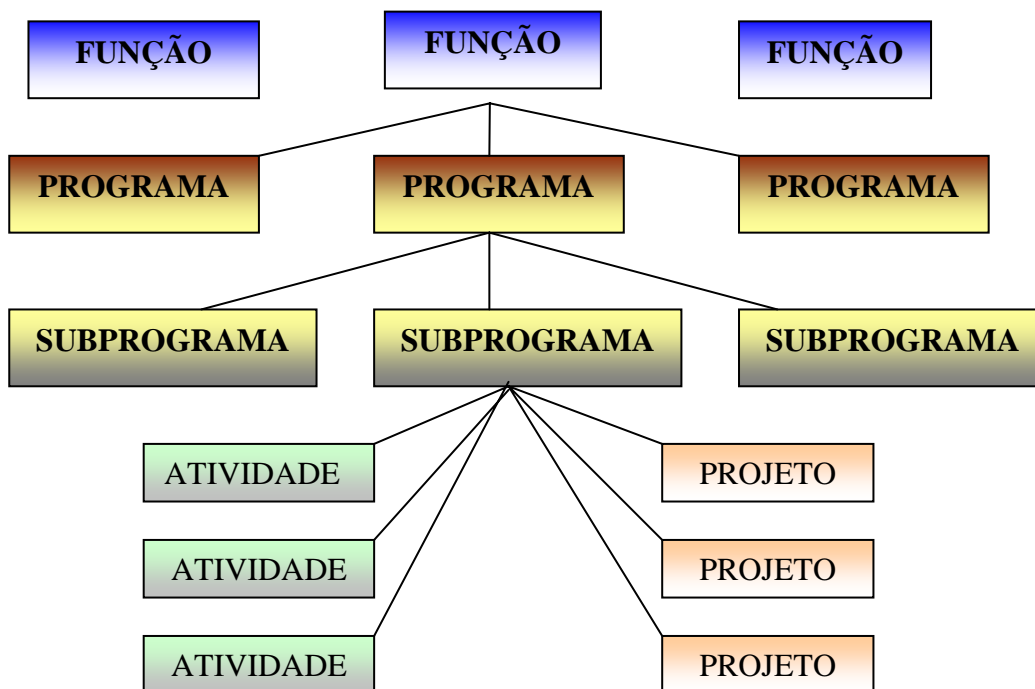 FUNÇÃO FUNÇÃO FUNÇÃO
PROGRAMA PROGRAMA PROGRAMA
SUBPROGRAMA SUBPROGRAMA SUBPROGRAMA
ATIVIDADE PROJETO
ATIVIDADE PROJETO
ATIVIDADE PROJETO